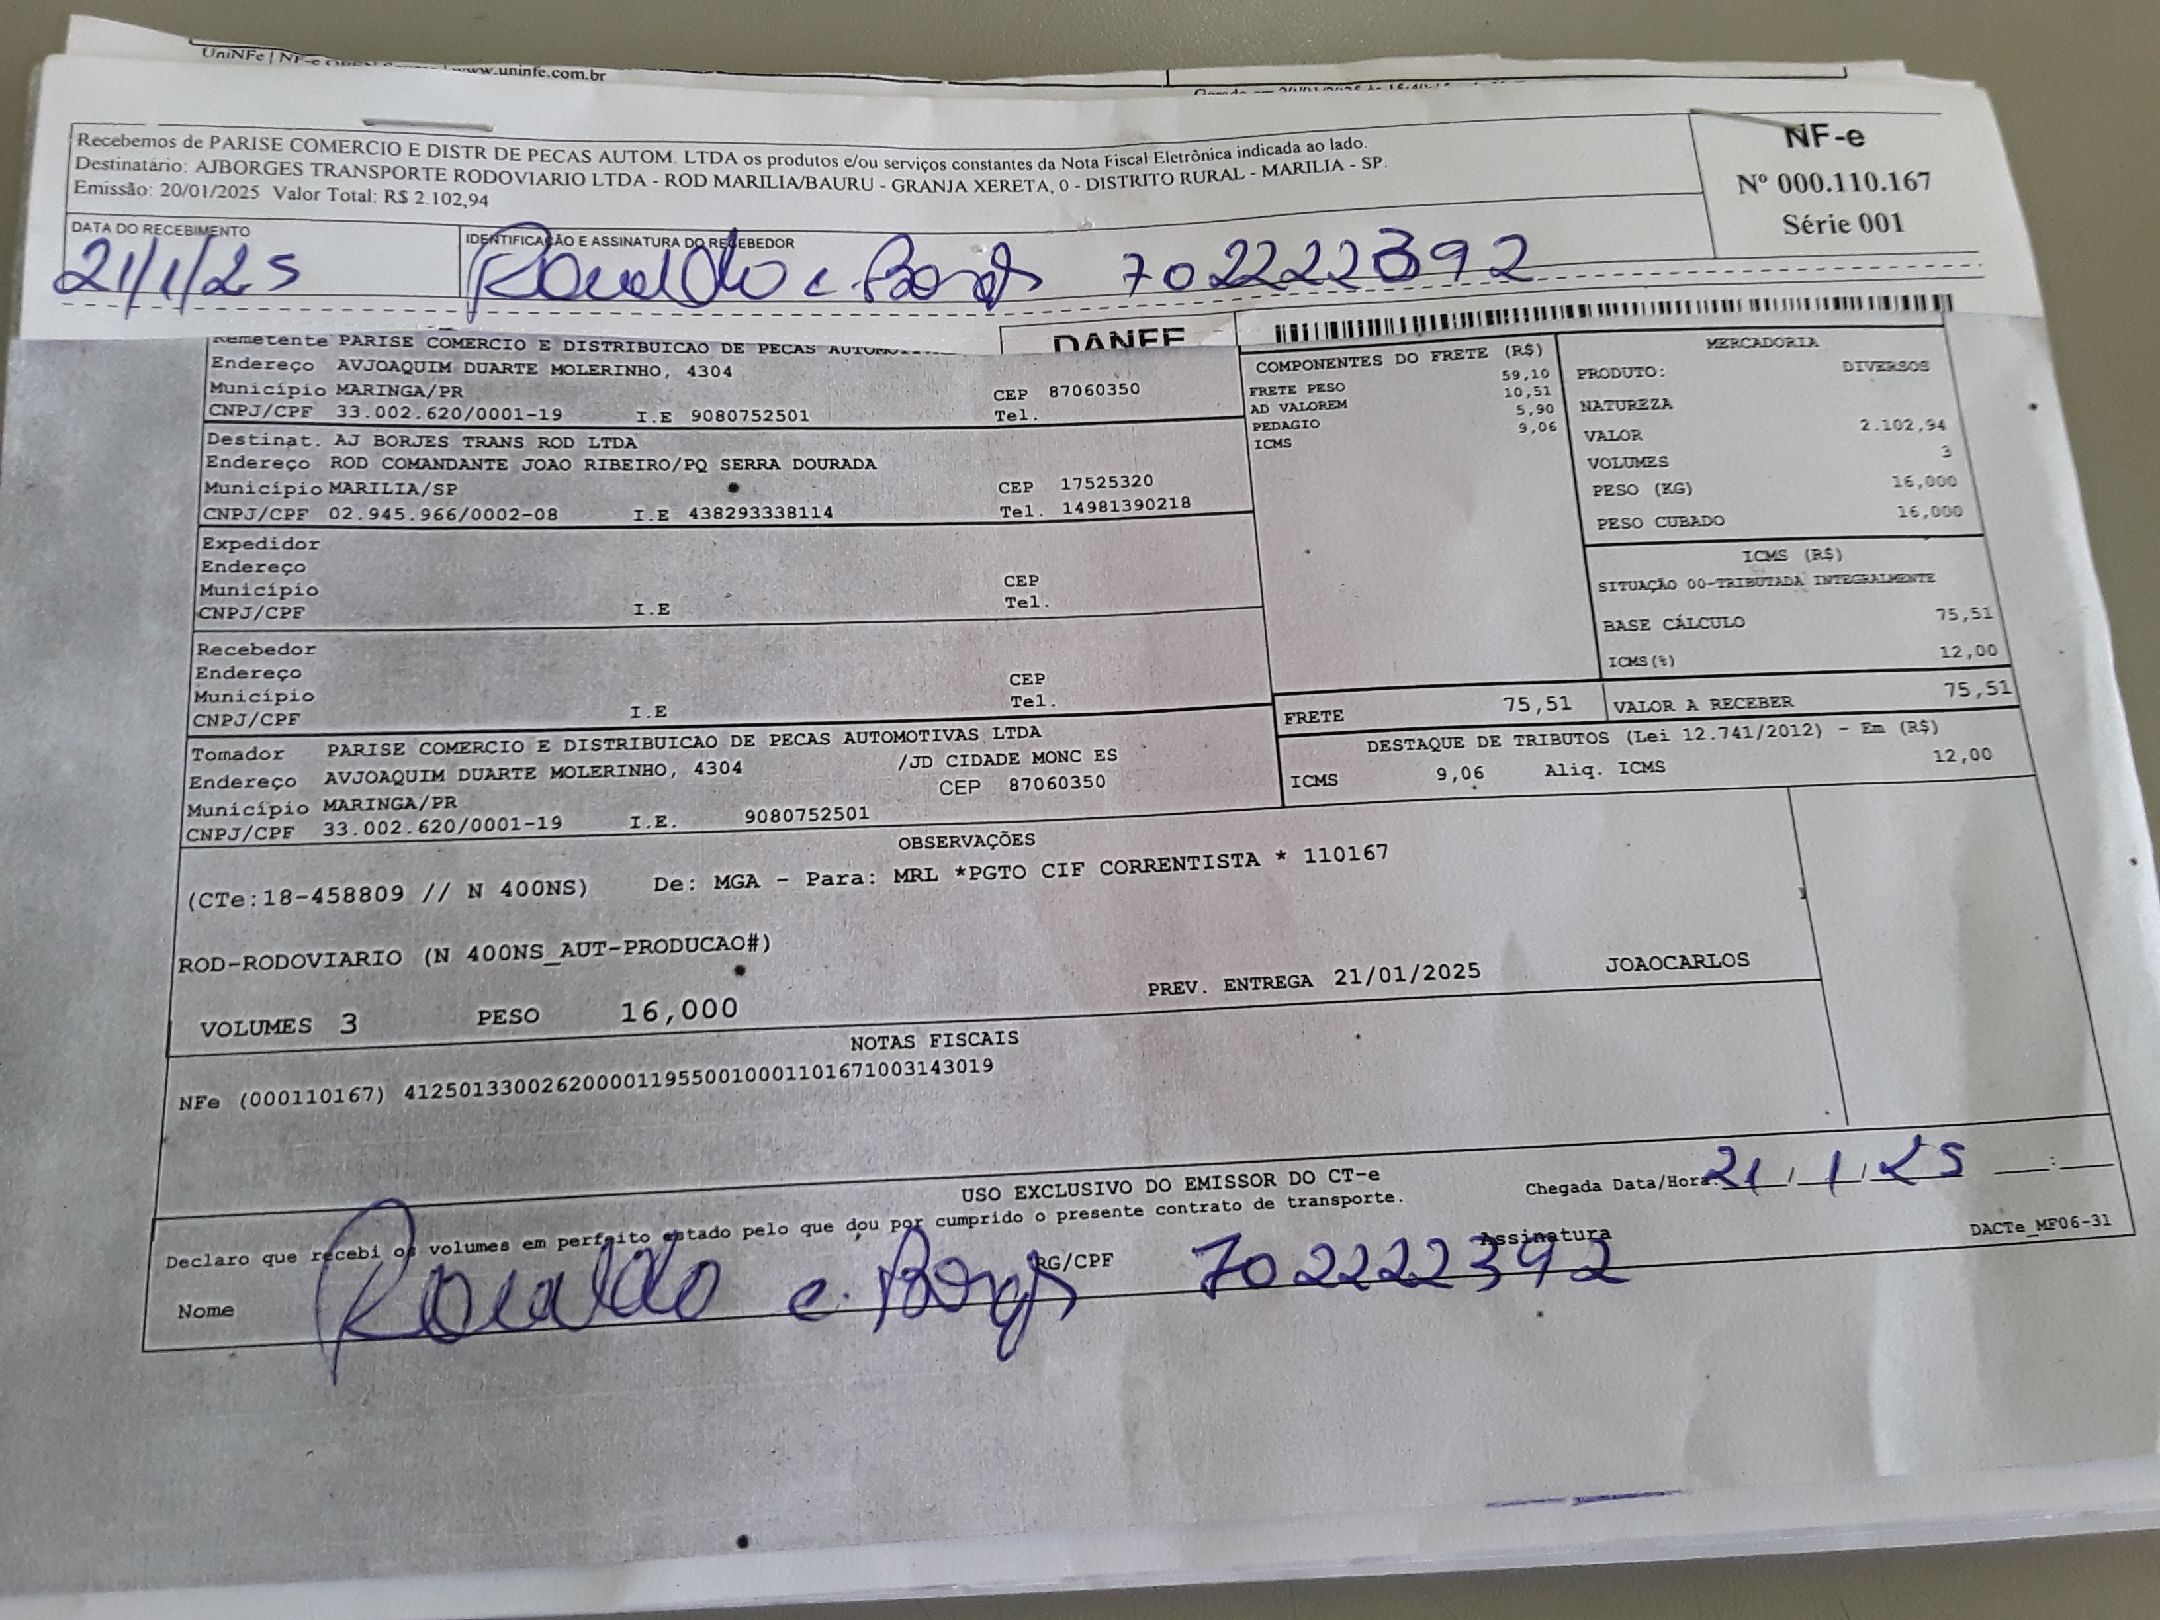 UniNFe | NF-e
www.uninfe.com.br
Recebemos de PARISE COMERCIO E DISTR DE PECAS AUTOM. LTDA os produtos e/ou serviços constantes da Nota Fiscal Eletrônica indicada ao lado.
Destinatário: AJBORGES TRANSPORTE RODOVIARIO LTDA - ROD MARILIA/BAURU - GRANJA XERETA, 0 - DISTRITO RURAL - MARILIA - SP.
Emissão: 20/01/2025 Valor Total: R$ 2.102,94
NF-e
Nº 000.110.167
Série 001
DATA DO RECEBIMENTO
21/1/25
IDENTIFICAÇÃO E ASSINATURA DO RECEBEDOR
Ronaldo c Borges 702222392
DANFE
Remetente PARISE COMERCIO E DISTRIBUICAO DE PECAS
Endereço AVJOAQUIM DUARTE MOLERINHO, 4304
Município MARINGA/PR CEP 87060350
CNPJ/CPF 33.002.620/0001-19 I.E 9080752501 Tel.
Destinat. AJ BORJES TRANS ROD LTDA
Endereço ROD COMANDANTE JOAO RIBEIRO/PQ SERRA DOURADA
Município MARILIA/SP CEP 17525320
CNPJ/CPF 02.945.966/0002-08 I.E 438293338114 Tel. 14981390218
Expedidor
Endereço
Município CEP
CNPJ/CPF I.E Tel.
Recebedor
Endereço
Município CEP
CNPJ/CPF I.E Tel.
Tomador PARISE COMERCIO E DISTRIBUICAO DE PECAS AUTOMOTIVAS LTDA
Endereço AVJOAQUIM DUARTE MOLERINHO, 4304 /JD CIDADE MONC ES
Município MARINGA/PR CEP 87060350
CNPJ/CPF 33.002.620/0001-19 I.E. 9080752501
COMPONENTES DO FRETE (R$)
FRETE PESO 59,10
AD VALOREM 10,51
PEDAGIO 5,90
ICMS 9,06
MERCADORIA
PRODUTO: DIVERSOS
NATUREZA
VALOR 2.102,94
VOLUMES 3
PESO (KG) 16,000
PESO CUBADO 16,000
ICMS (R$)
SITUAÇÃO 00-TRIBUTADA INTEGRALMENTE
BASE CÁLCULO 75,51
ICMS(%) 12,00
FRETE 75,51 VALOR A RECEBER 75,51
DESTAQUE DE TRIBUTOS (Lei 12.741/2012) - Em (R$)
ICMS 9,06 Aliq. ICMS 12,00
OBSERVAÇÕES
(CTe:18-458809 // N 400NS) De: MGA - Para: MRL *PGTO CIF CORRENTISTA * 110167
ROD-RODOVIARIO (N 400NS_AUT-PRODUCAO#)
PREV. ENTREGA 21/01/2025 JOAOCARLOS
VOLUMES 3 PESO 16,000
NOTAS FISCAIS
NFe (000110167) 41250133002620000119550010001101671003143019
USO EXCLUSIVO DO EMISSOR DO CT-e
Chegada Data/Hora: 21/1/25 __:__
Declaro que recebi os volumes em perfeito estado pelo que dou por cumprido o presente contrato de transporte.
Nome Ronaldo c. Borges RG/CPF 702222392 Assinatura
DACTe_MF06-31